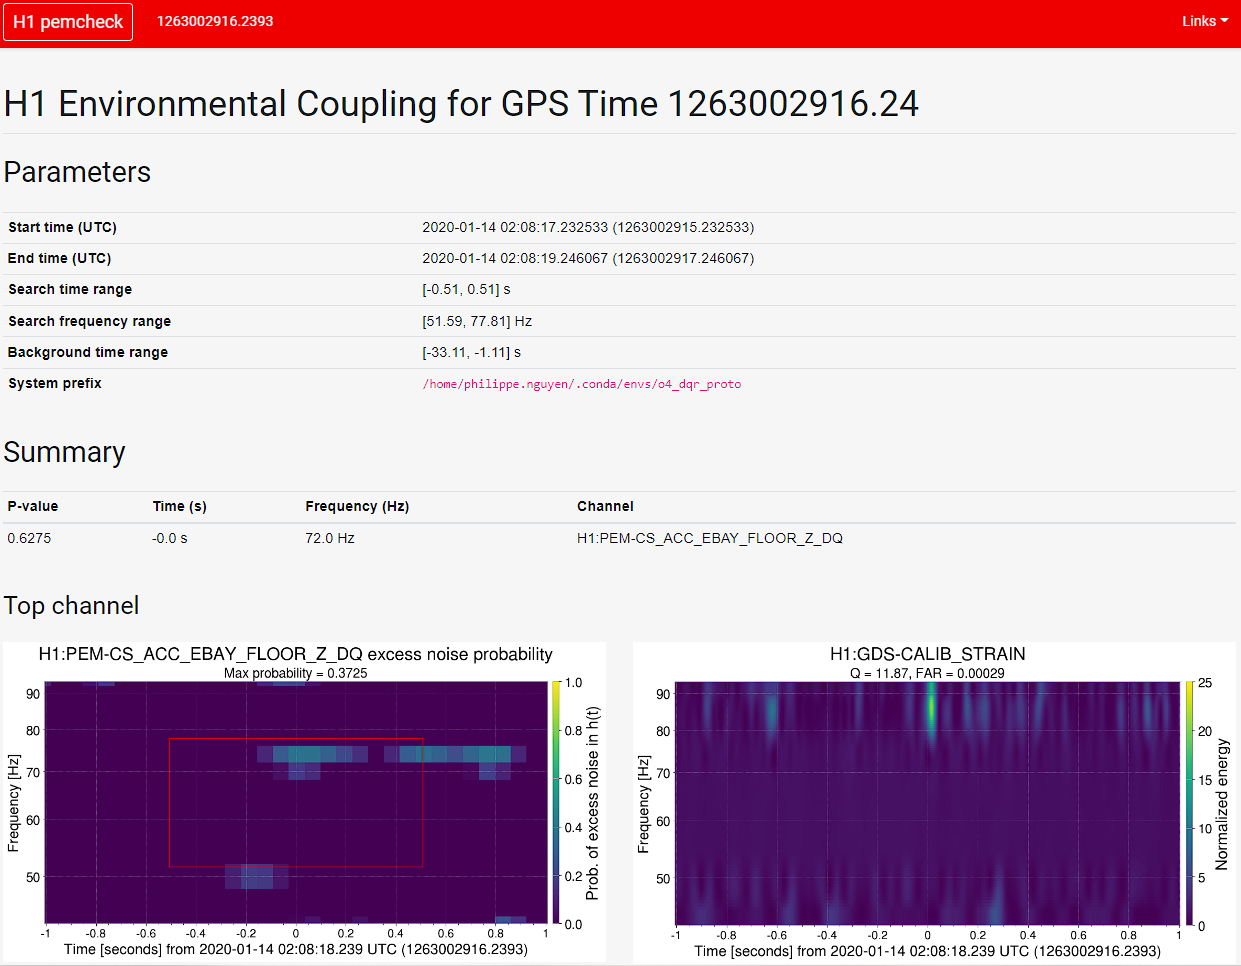 H1 pemcheck 1263002916.2393 Links
H1 Environmental Coupling for GPS Time 1263002916.24
Parameters
Start time (UTC) 2020-01-14 02:08:17.232533 (1263002915.232533)
End time (UTC) 2020-01-14 02:08:19.246067 (1263002917.246067)
Search time range [-0.51, 0.51] s
Search frequency range [51.59, 77.81] Hz
Background time range [-33.11, -1.11] s
System prefix /home/philippe.nguyen/.conda/envs/o4_dqr_proto
Summary
P-value Time (s) Frequency (Hz) Channel
0.6275 -0.0 s 72.0 Hz H1:PEM-CS_ACC_EBAY_FLOOR_Z_DQ
Top channel
H1:PEM-CS_ACC_EBAY_FLOOR_Z_DQ excess noise probability
Max probability = 0.3725
90
80
70
60
50
Frequency [Hz]
-1 -0.8 -0.6 -0.4 -0.2 0 0.2 0.4 0.6 0.8 1
Time [seconds] from 2020-01-14 02:08:18.239 UTC (1263002916.2393)
1.0
0.8
0.6
0.4
0.2
0.0
Prob. of excess noise in h(t)
H1:GDS-CALIB_STRAIN
Q = 11.87, FAR = 0.00029
90
80
70
60
50
Frequency [Hz]
-1 -0.8 -0.6 -0.4 -0.2 0 0.2 0.4 0.6 0.8 1
Time [seconds] from 2020-01-14 02:08:18.239 UTC (1263002916.2393)
25
20
15
10
5
0
Normalized energy